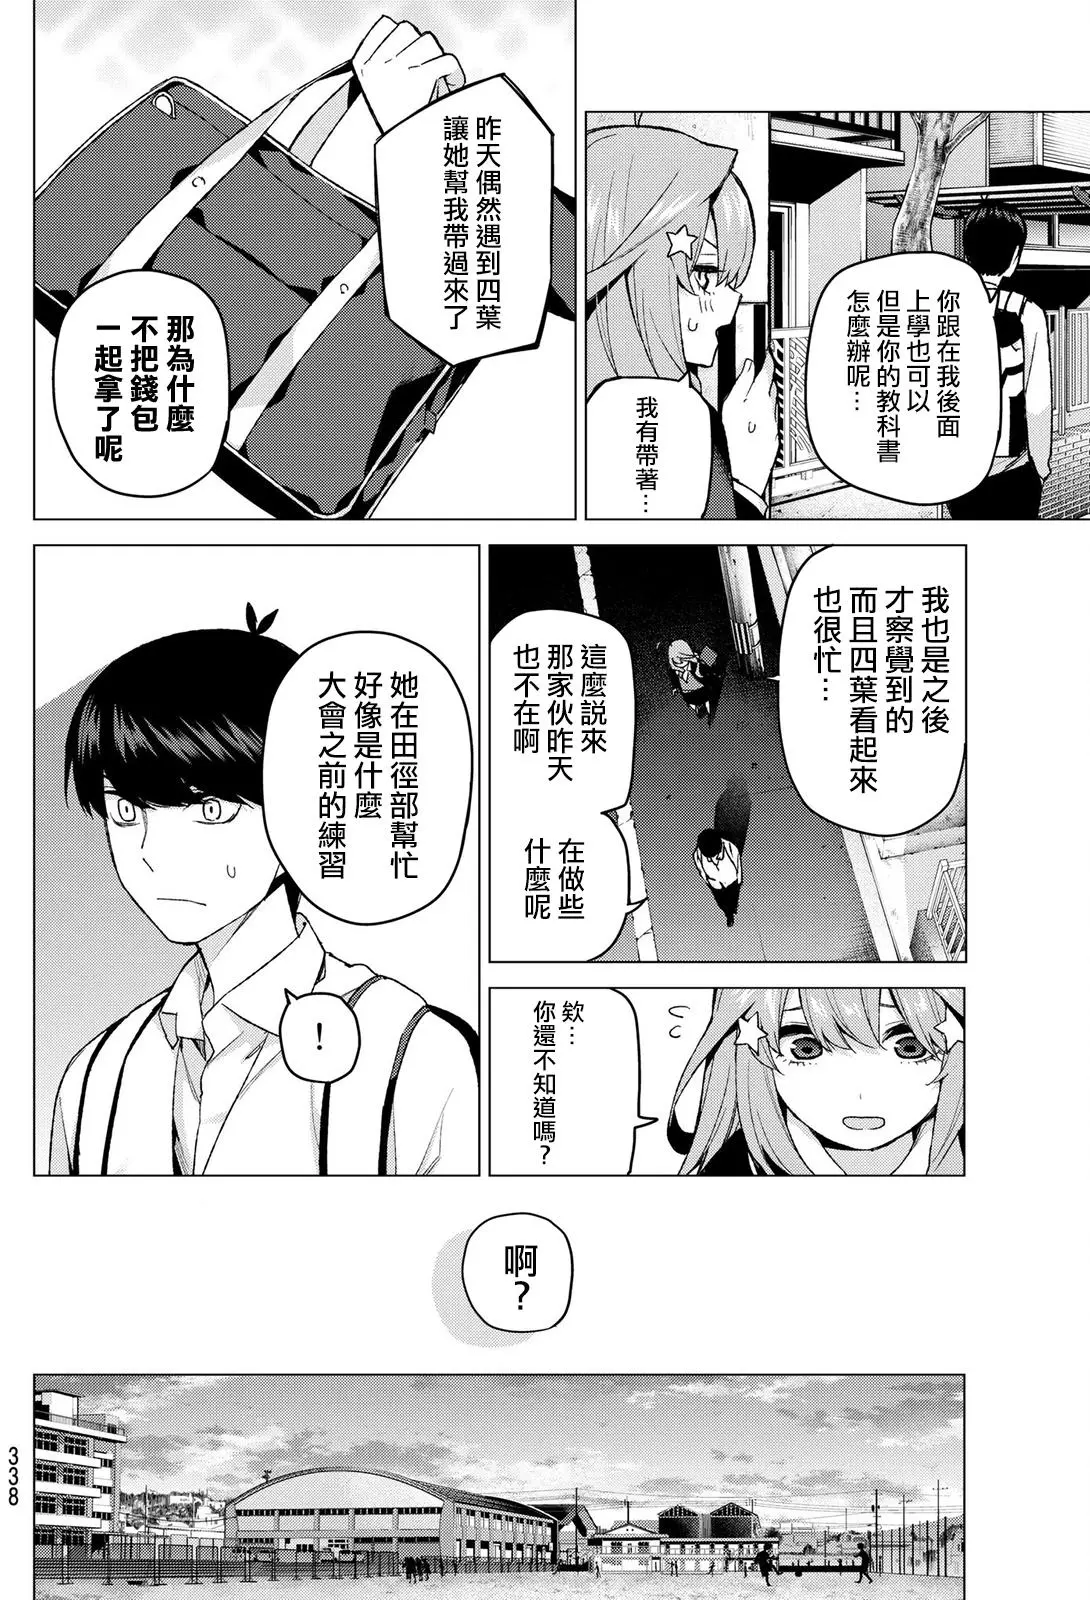 你跟在我後面
上學也可以
但是你的教科書
怎麼辦呢…
我有帶著…
昨天偶然遇到四葉
讓她幫我帶過來了
那為什麼
不把錢包
一起拿了呢
我也是之後
才察覺到的
而且四葉看起來
也很忙…
這麼說來
那家伙昨天
也不在啊
在做些
什麼呢
欸…
你還不知道嗎?
她在田徑部幫忙
好像是什麼
大會之前的練習
!
啊?
338